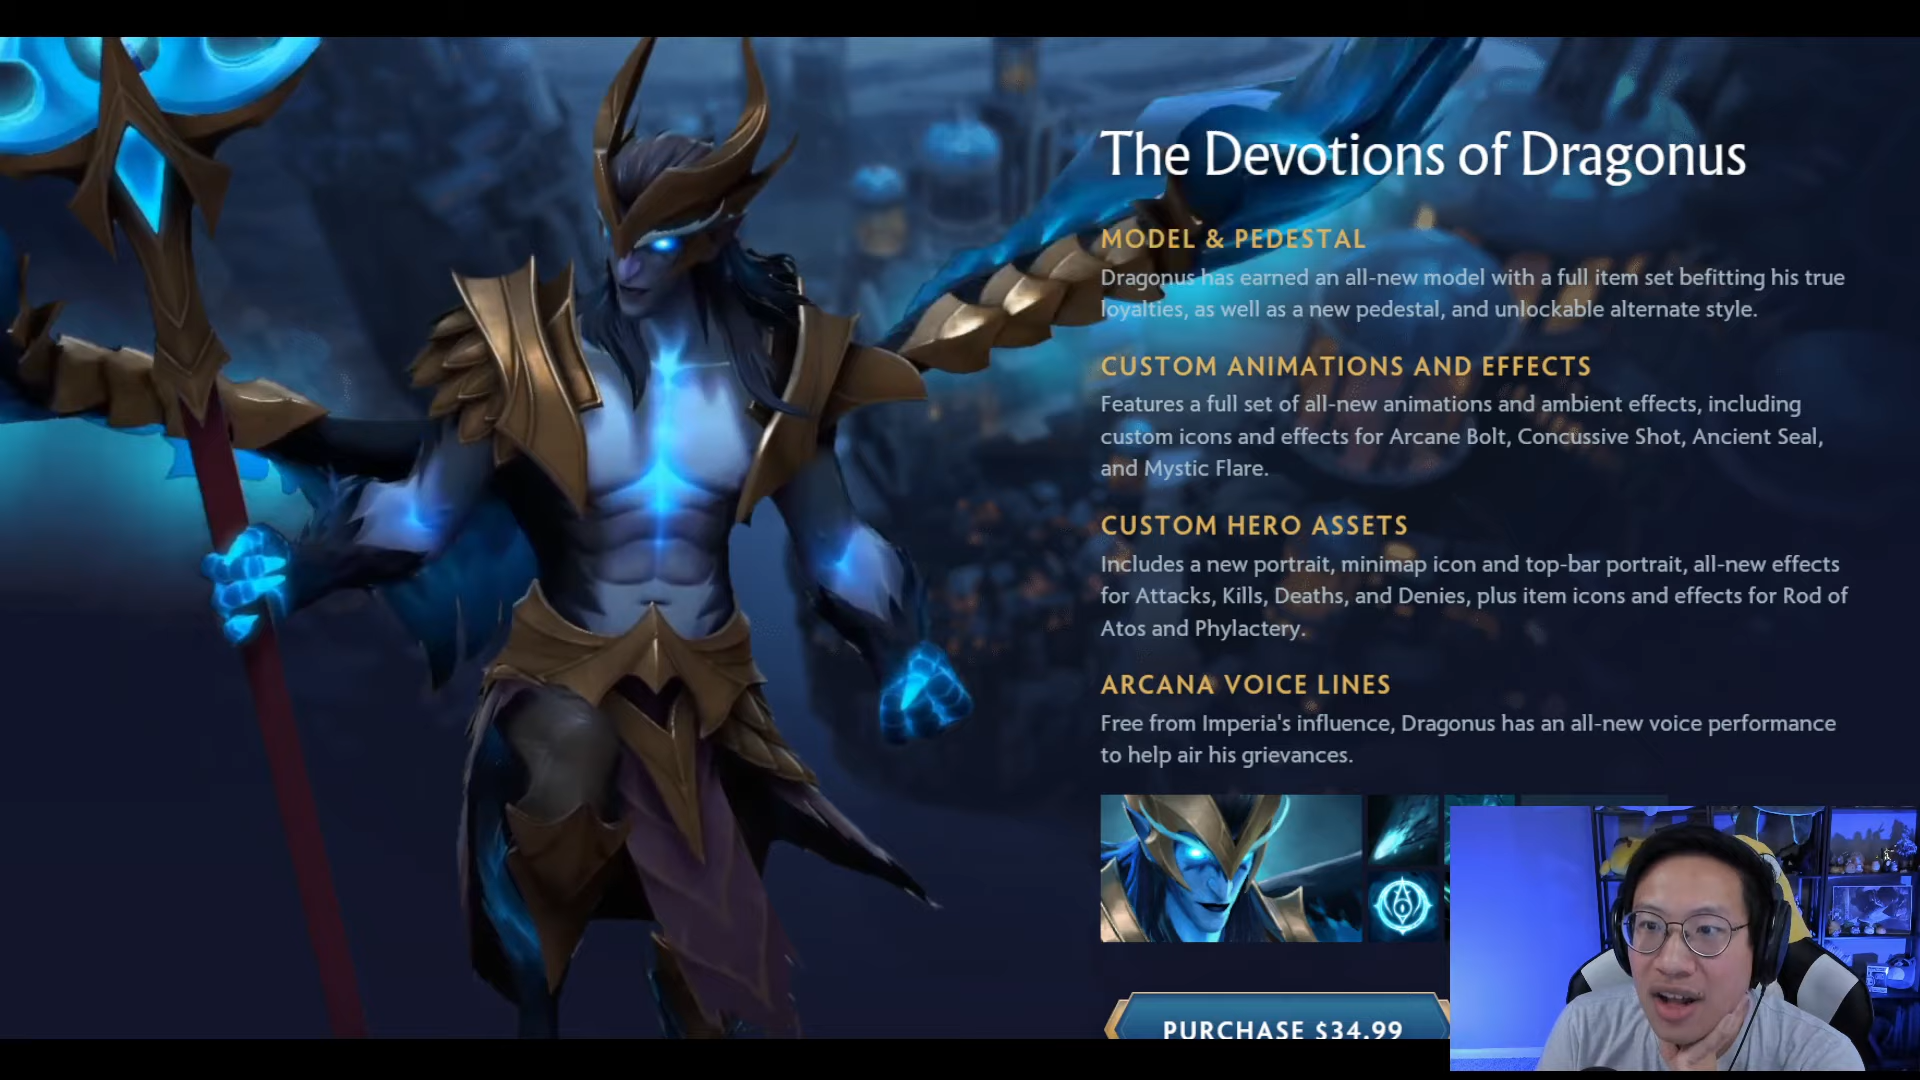 The Devotions of Dragonus
MODEL & PEDESTAL
Dragonus has earned an all-new model with a full item set befitting his true
loyalties, as well as a new pedestal, and unlockable alternate style.
CUSTOM ANIMATIONS AND EFFECTS
Features a full set of all-new animations and ambient effects, including
custom icons and effects for Arcane Bolt, Concussive Shot, Ancient Seal,
and Mystic Flare.
CUSTOM HERO ASSETS
Includes a new portrait, minimap icon and top-bar portrait, all-new effects
for Attacks, Kills, Deaths, and Denies, plus item icons and effects for Rod of
Atos and Phylactery.
ARCANA VOICE LINES
Free from Imperia's influence, Dragonus has an all-new voice performance
to help air his grievances.
PURCHASE $34.99